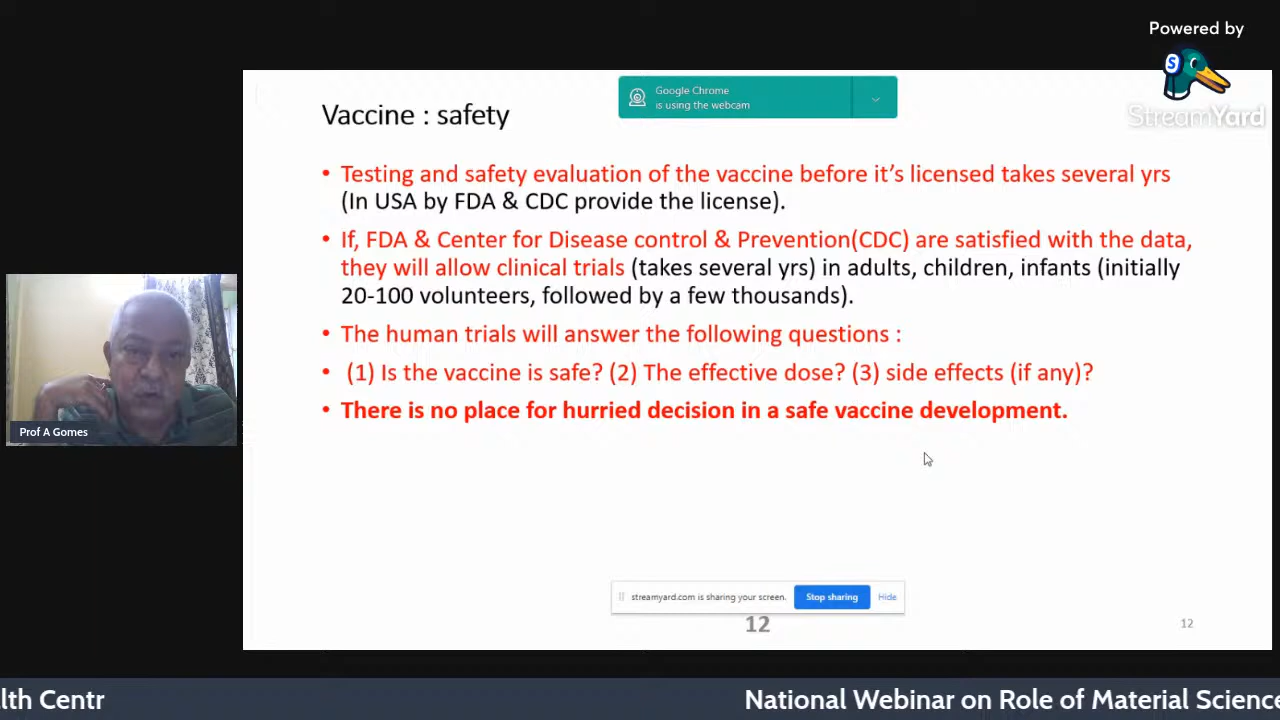 Powered by
StreamYard
Google Chrome
is using the webcam
Vaccine : safety
• Testing and safety evaluation of the vaccine before it’s licensed takes several yrs
(In USA by FDA & CDC provide the license).
• If, FDA & Center for Disease control & Prevention(CDC) are satisfied with the data,
they will allow clinical trials (takes several yrs) in adults, children, infants (initially
20-100 volunteers, followed by a few thousands).
• The human trials will answer the following questions :
• (1) Is the vaccine is safe? (2) The effective dose? (3) side effects (if any)?
• There is no place for hurried decision in a safe vaccine development.
Prof A Gomes
streamyard.com is sharing your screen. Stop sharing Hide
12
12
lth Centr National Webinar on Role of Material Science